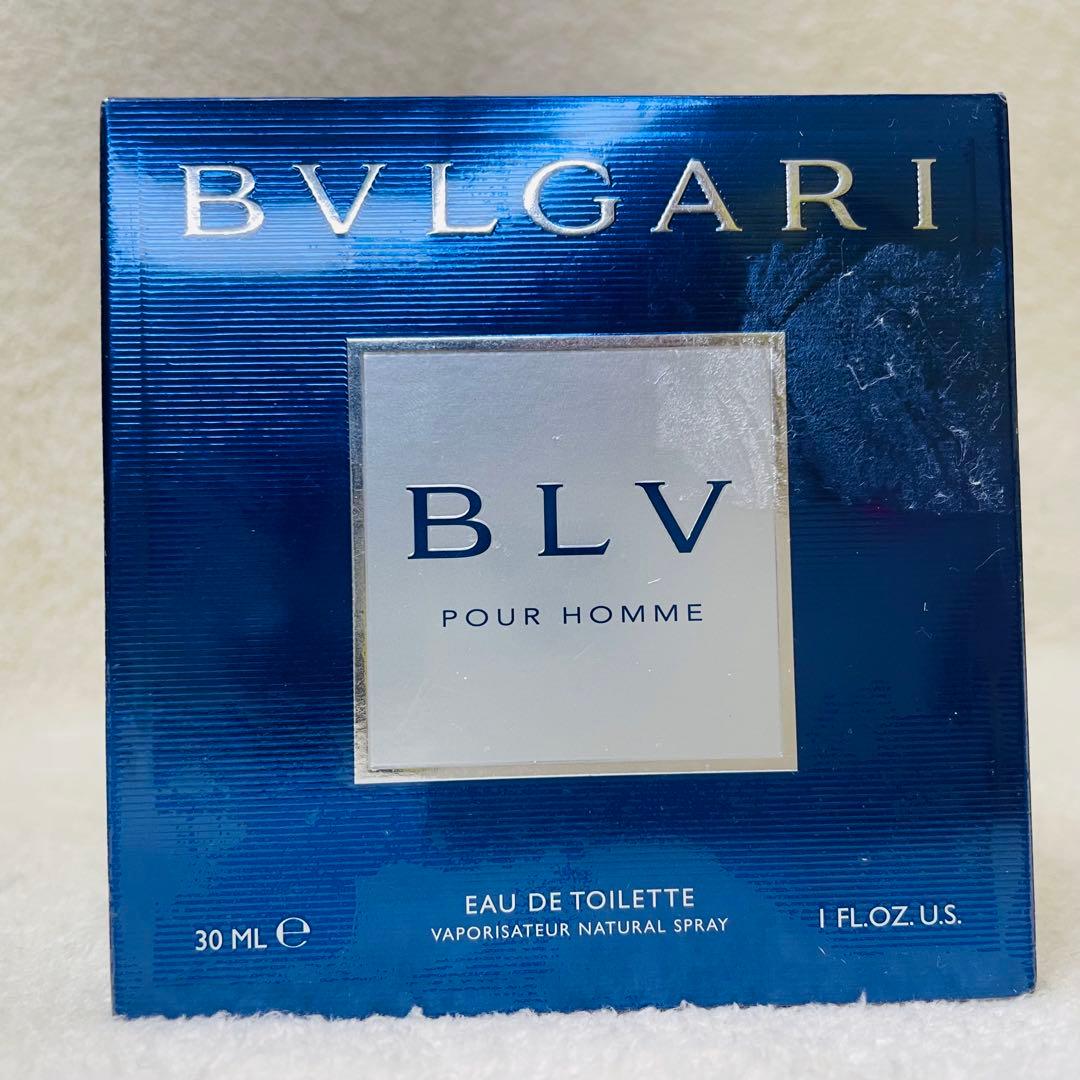 BVLGARI
BLV
POUR HOMME
EAU DE TOILETTE
VAPORISATEUR NATURAL SPRAY
30 ML ℮
1 FL.OZ. U.S.